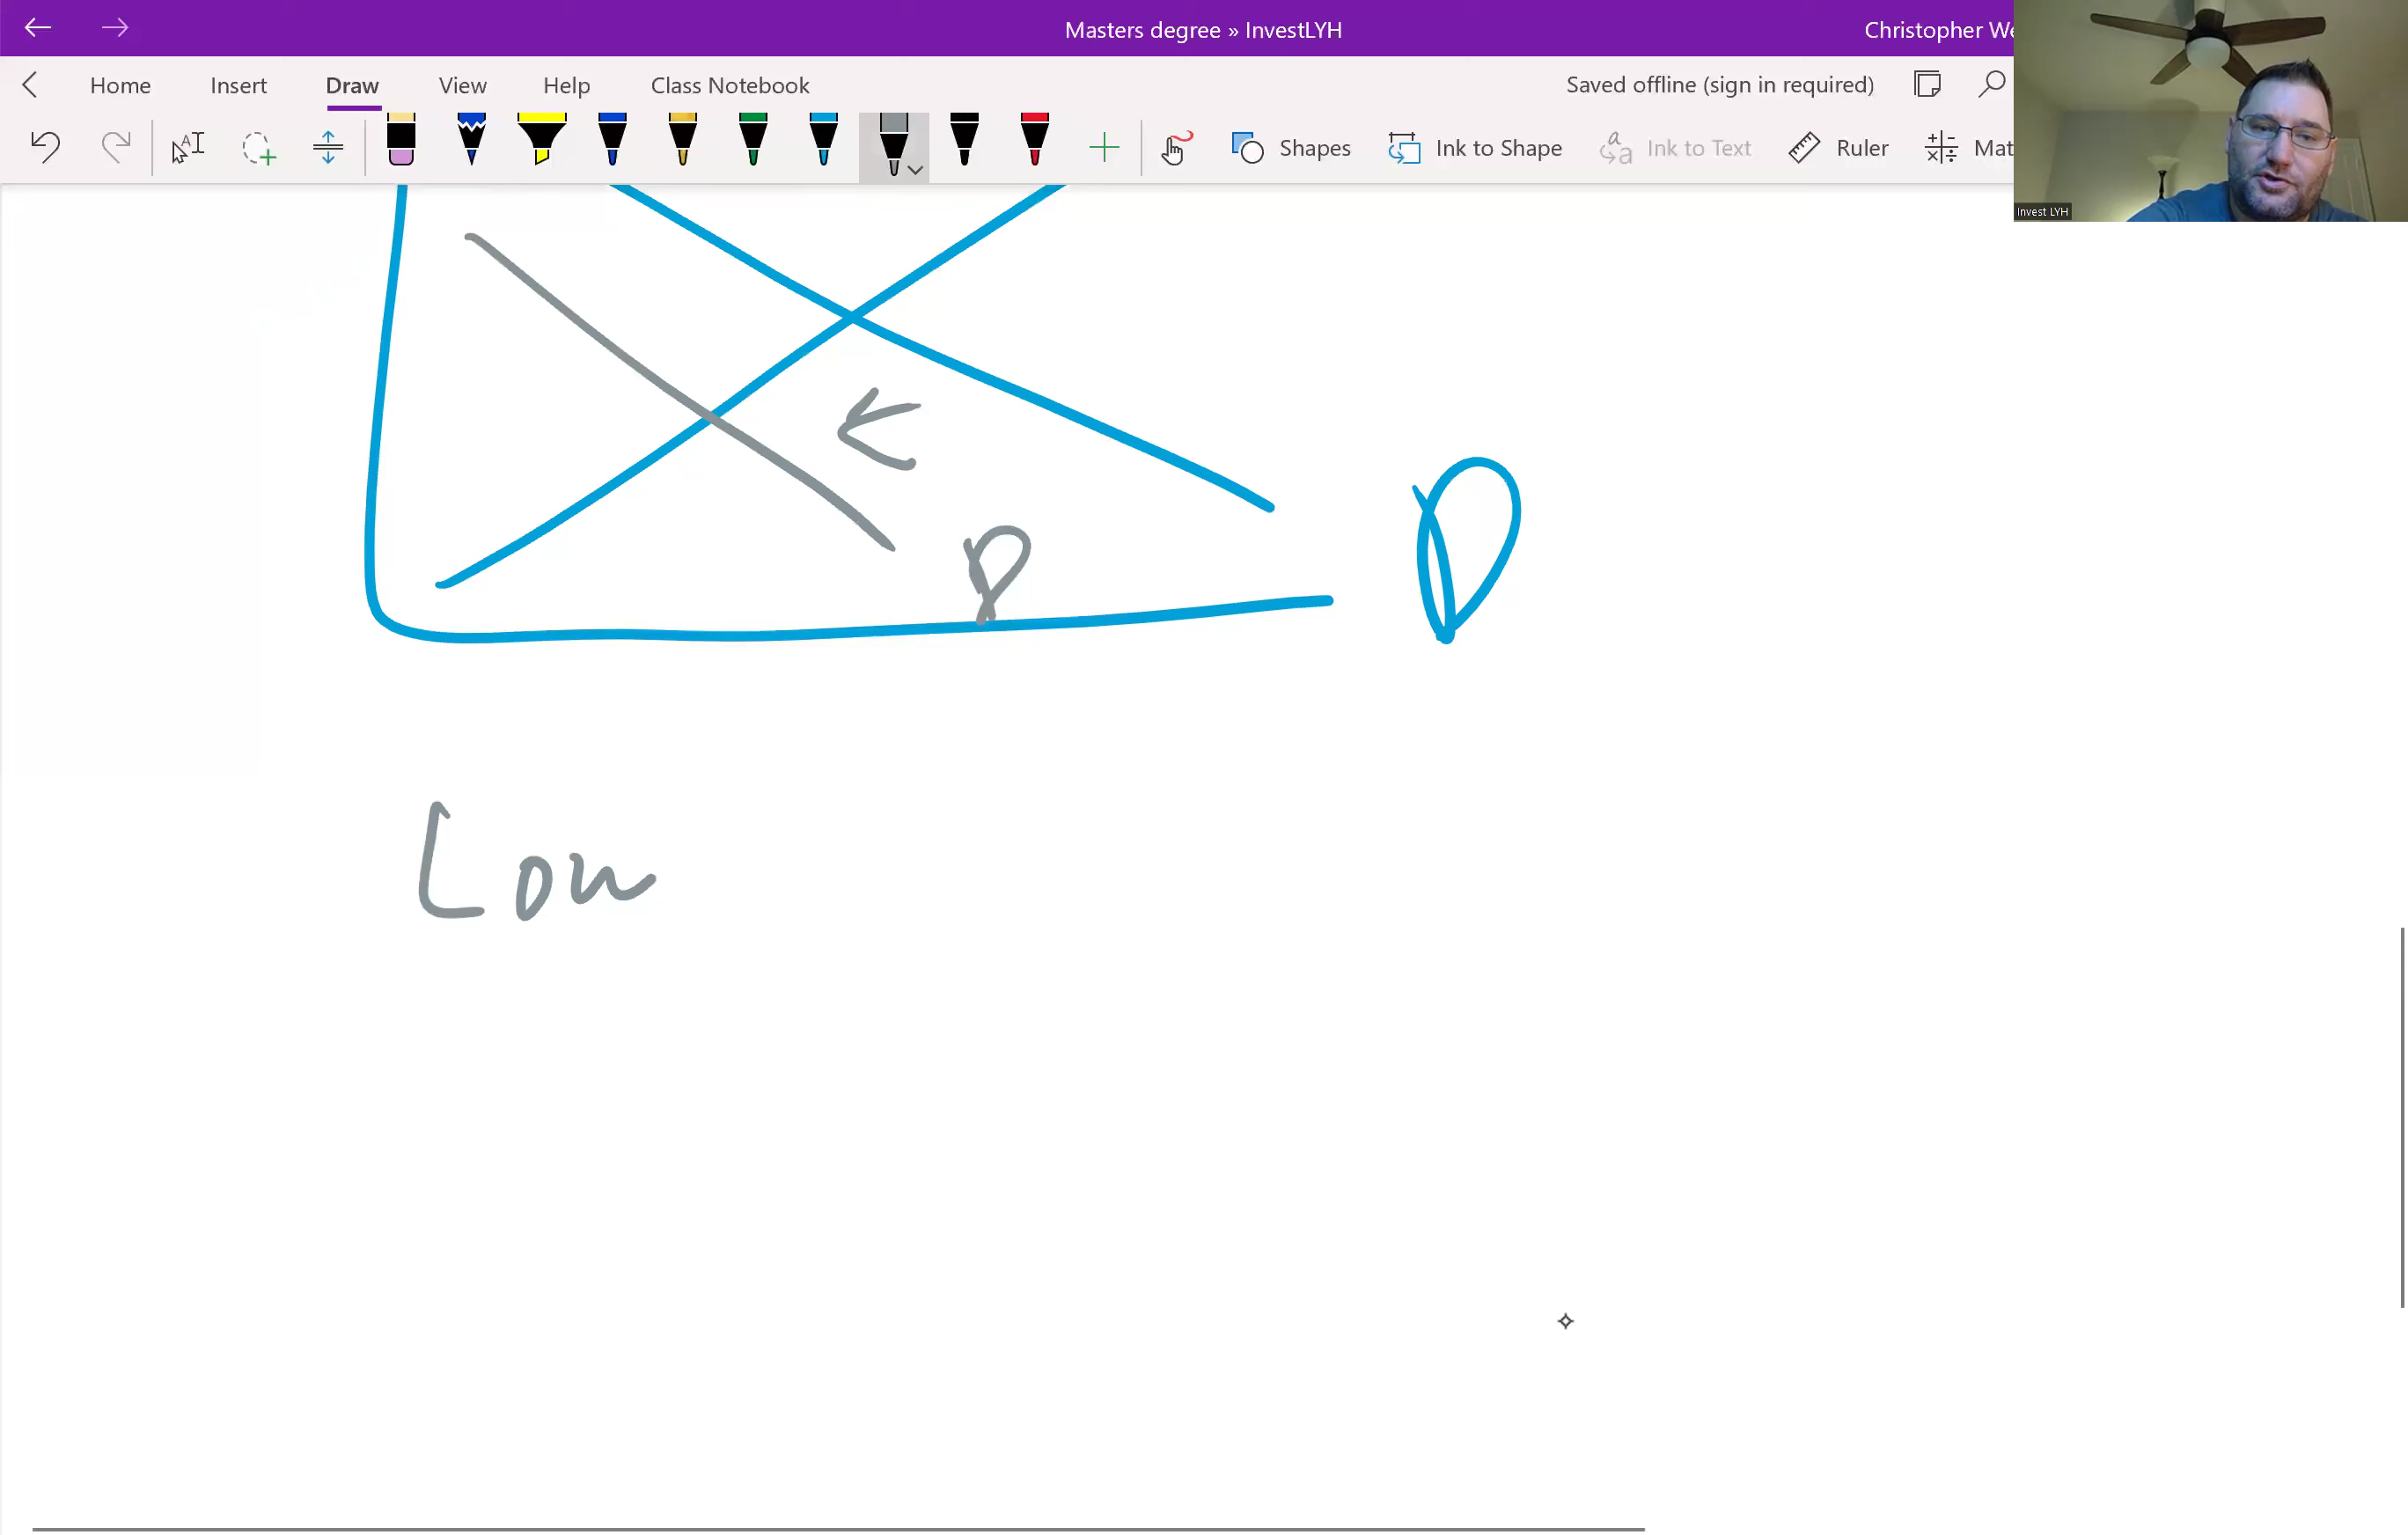 Masters degree » InvestLYH
Christopher We
Home Insert Draw View Help Class Notebook
Saved offline (sign in required)
Shapes Ink to Shape Ink to Text Ruler Mat
Invest LYH
D